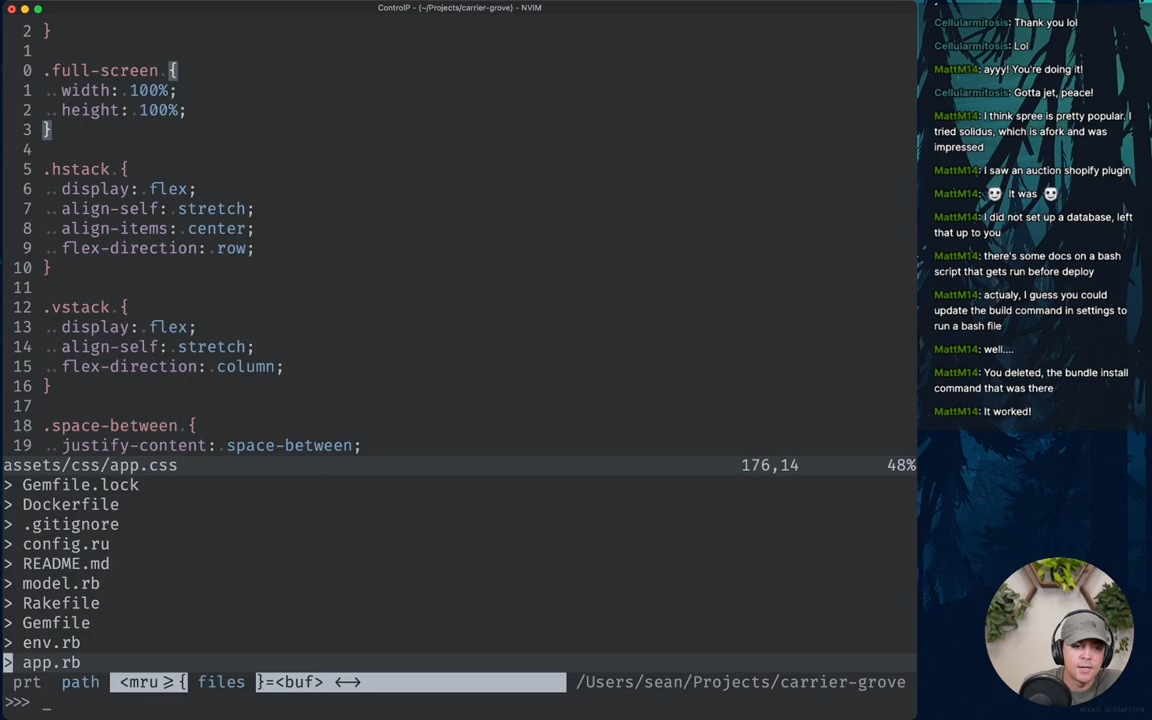 ControlP - (~/Projects/carrier-grove) - NVIM
2 }
1
0 .full-screen {
1 .. width: 100%;
2 .. height: 100%;
3 }
4
5 .hstack {
6 .. display: flex;
7 .. align-self: stretch;
8 .. align-items: center;
9 .. flex-direction: row;
10 }
11
12 .vstack {
13 .. display: flex;
14 .. align-self: stretch;
15 .. flex-direction: column;
16 }
17
18 .space-between {
19 .. justify-content: space-between;
assets/css/app.css 176,14 48%
> Gemfile.lock
> Dockerfile
> .gitignore
> config.ru
> README.md
> model.rb
> Rakefile
> Gemfile
> env.rb
> app.rb
prt path <mru>={ files }=<buf> <-> /Users/sean/Projects/carrier-grove
>>> _
Cellularmitosis: Thank you lol
Cellularmitosis: Lol
MattM14: ayyy! You're doing it!
Cellularmitosis: Gotta jet, peace!
MattM14: I think spree is pretty popular. I
tried solidus, which is afork and was
impressed
MattM14: I saw an auction shopify plugin
MattM14: 💀 It was 💀
MattM14: I did not set up a database, left
that up to you
MattM14: there's some docs on a bash
script that gets run before deploy
MattM14: actualy, I guess you could
update the build command in settings to
run a bash file
MattM14: well....
MattM14: You deleted, the bundle install
command that was there
MattM14: It worked!
MIKAEL GUSTAFSSON